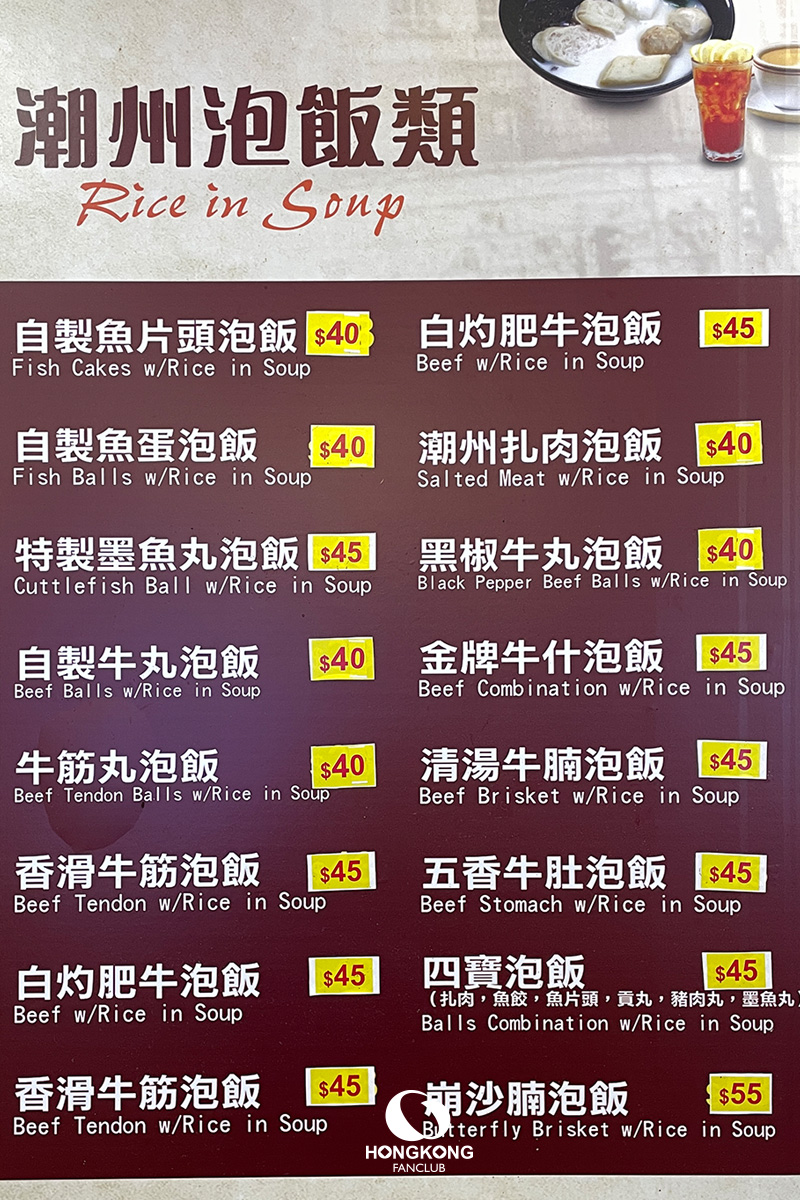 潮州泡飯類
Rice in Soup
自製魚片頭泡飯 $40
Fish Cakes w/Rice in Soup
自製魚蛋泡飯 $40
Fish Balls w/Rice in Soup
特製墨魚丸泡飯 $45
Cuttlefish Ball w/Rice in Soup
自製牛丸泡飯 $40
Beef Balls w/Rice in Soup
牛筋丸泡飯 $40
Beef Tendon Balls w/Rice in Soup
香滑牛筋泡飯 $45
Beef Tendon w/Rice in Soup
白灼肥牛泡飯 $45
Beef w/Rice in Soup
香滑牛筋泡飯 $45
Beef Tendon w/Rice in Soup
白灼肥牛泡飯 $45
Beef w/Rice in Soup
潮州扎肉泡飯 $40
Salted Meat w/Rice in Soup
黑椒牛丸泡飯 $40
Black Pepper Beef Balls w/Rice in Soup
金牌牛什泡飯 $45
Beef Combination w/Rice in Soup
清湯牛腩泡飯 $45
Beef Brisket w/Rice in Soup
五香牛肚泡飯 $45
Beef Stomach w/Rice in Soup
四寶泡飯 $45
（扎肉，魚餃，魚片頭，貢丸，豬肉丸，墨魚丸）
Balls Combination w/Rice in Soup
崩沙腩泡飯 $55
Butterfly Brisket w/Rice in Soup
HONGKONG
FANCLUB